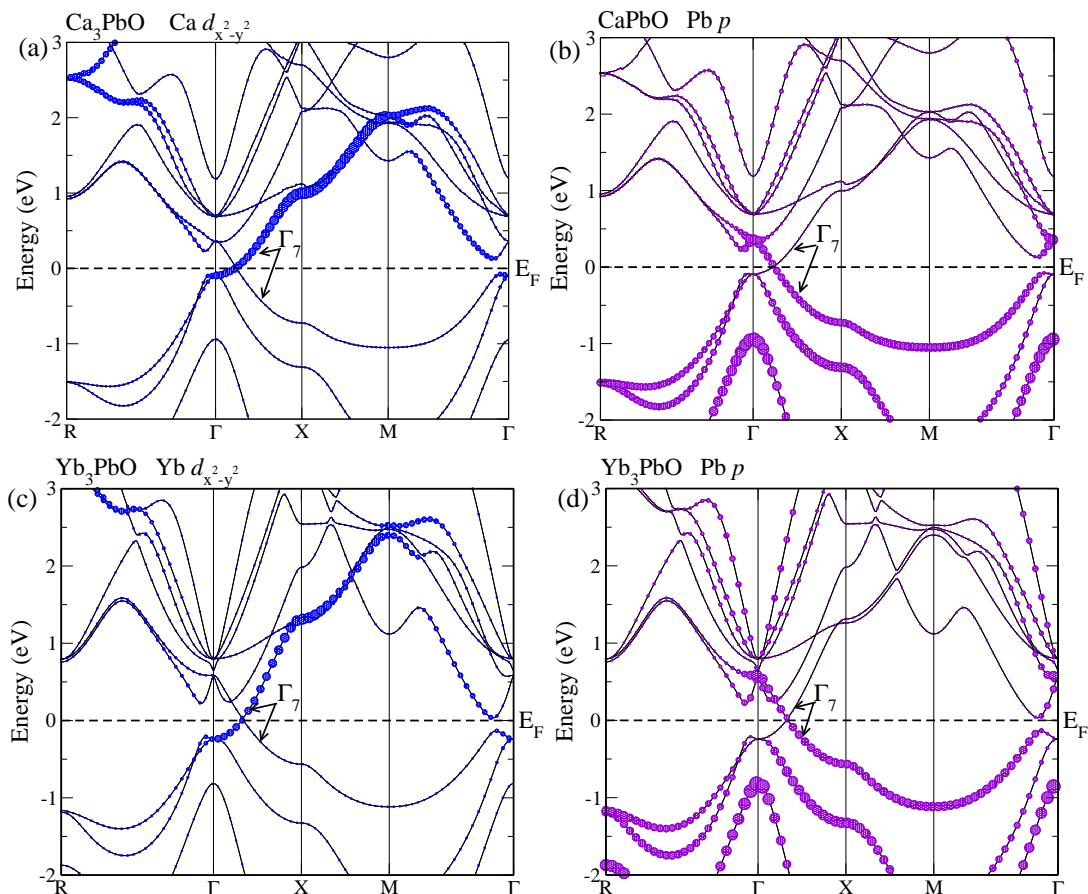 Ca3PbO Ca dx2-y2
(a)
3
2
1
0
-1
-2
Energy (eV)
Γ7
EF
R Γ X M Γ
CaPbO Pb p
(b)
3
2
1
0
-1
-2
Energy (eV)
Γ7
EF
R Γ X M Γ
Yb3PbO Yb dx2-y2
(c)
3
2
1
0
-1
-2
Energy (eV)
Γ7
EF
R Γ X M Γ
Yb3PbO Pb p
(d)
3
2
1
0
-1
-2
Energy (eV)
Γ7
EF
R Γ X M Γ